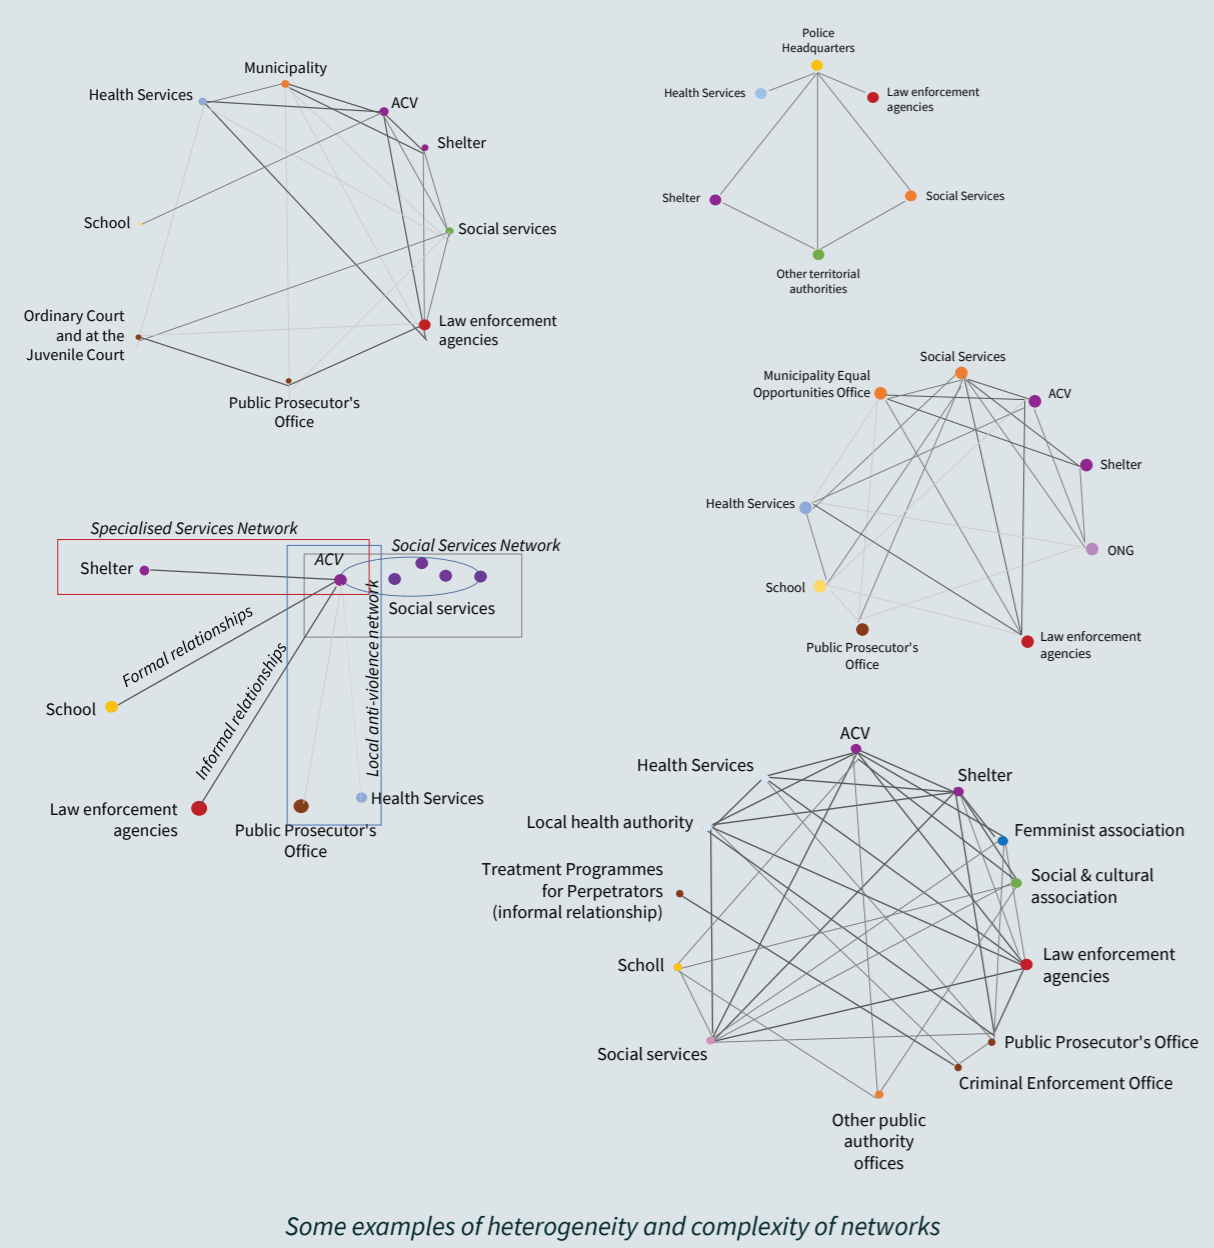 Municipality
Health Services
ACV
Shelter
School
Social services
Ordinary Court
and at the
Juvenile Court
Law enforcement
agencies
Public Prosecutor's
Office
Police
Headquarters
Health Services
Law enforcement
agencies
Shelter
Social Services
Other territorial
authorities
Social Services
Municipality Equal
Opportunities Office
ACV
Shelter
Health Services
ONG
School
Public Prosecutor's
Office
Law enforcement
agencies
Specialised Services Network
ACV
Social Services Network
Shelter
Social services
Formal relationships
Informal relationships
Local anti-violence network
School
Law enforcement
agencies
Public Prosecutor's
Office
Health Services
ACV
Health Services
Shelter
Local health authority
Femminist association
Treatment Programmes
for Perpetrators
(informal relationship)
Social & cultural
association
Scholl
Law enforcement
agencies
Social services
Public Prosecutor's Office
Criminal Enforcement Office
Other public
authority
offices
Some examples of heterogeneity and complexity of networks